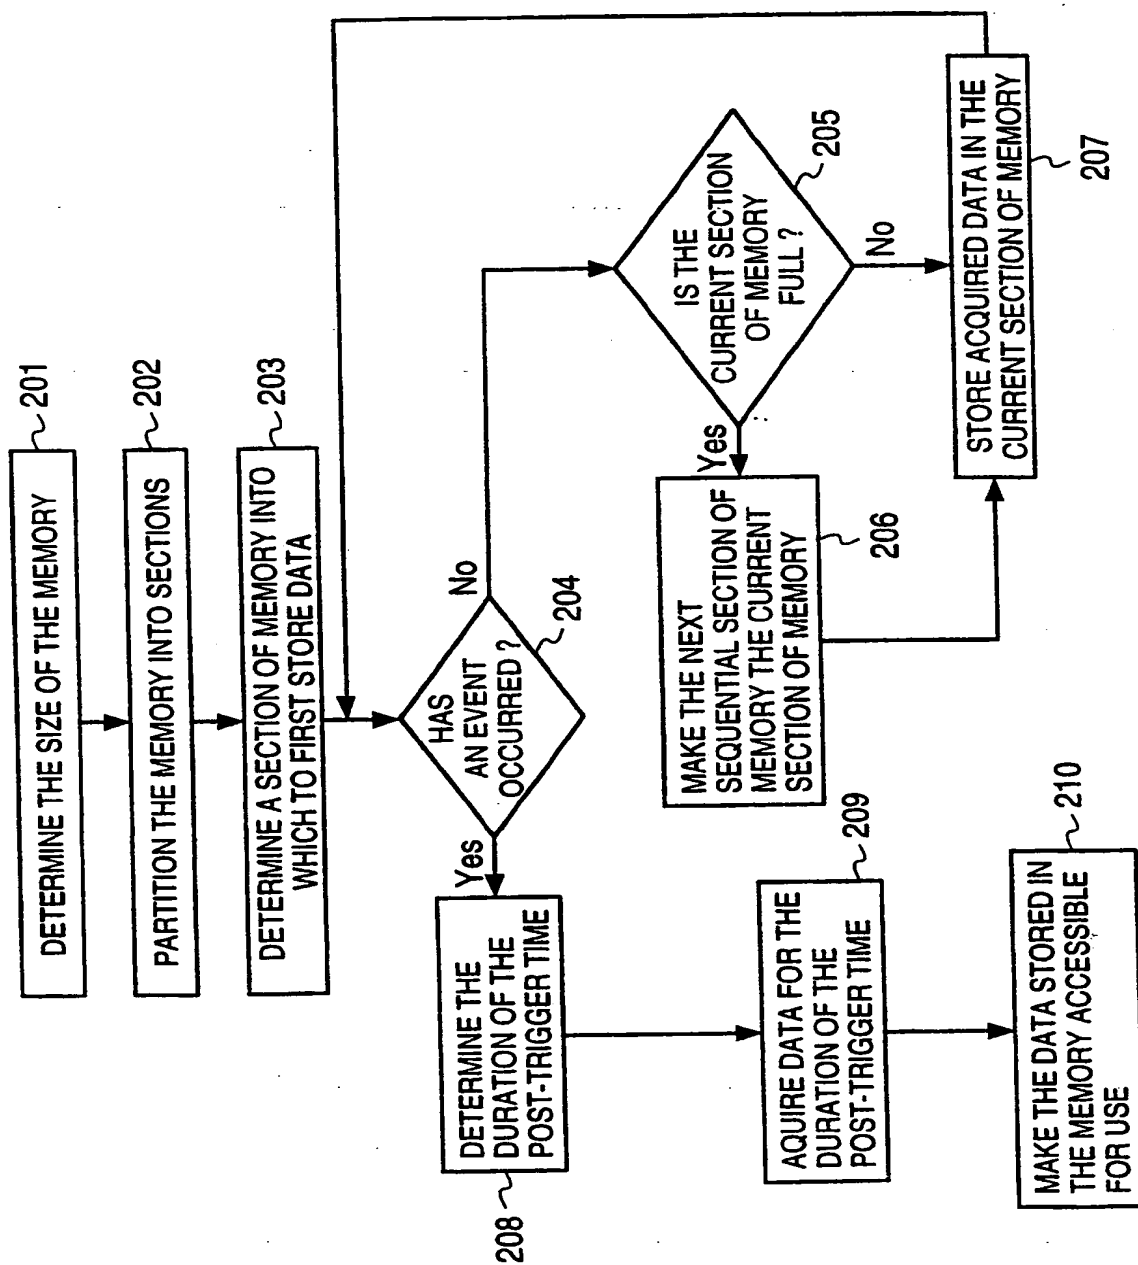 DETERMINE THE SIZE OF THE MEMORY
201
PARTITION THE MEMORY INTO SECTIONS
202
DETERMINE A SECTION OF MEMORY INTO
WHICH TO FIRST STORE DATA
203
HAS
AN EVENT
OCCURRED ?
204
Yes
No
IS THE
CURRENT SECTION
OF MEMORY
FULL ?
205
Yes
No
MAKE THE NEXT
SEQUENTIAL SECTION OF
MEMORY THE CURRENT
SECTION OF MEMORY
206
STORE ACQUIRED DATA IN THE
CURRENT SECTION OF MEMORY
207
DETERMINE THE
DURATION OF THE
POST-TRIGGER TIME
208
AQUIRE DATA FOR THE
DURATION OF THE
POST-TRIGGER TIME
209
MAKE THE DATA STORED IN
THE MEMORY ACCESSIBLE
FOR USE
210